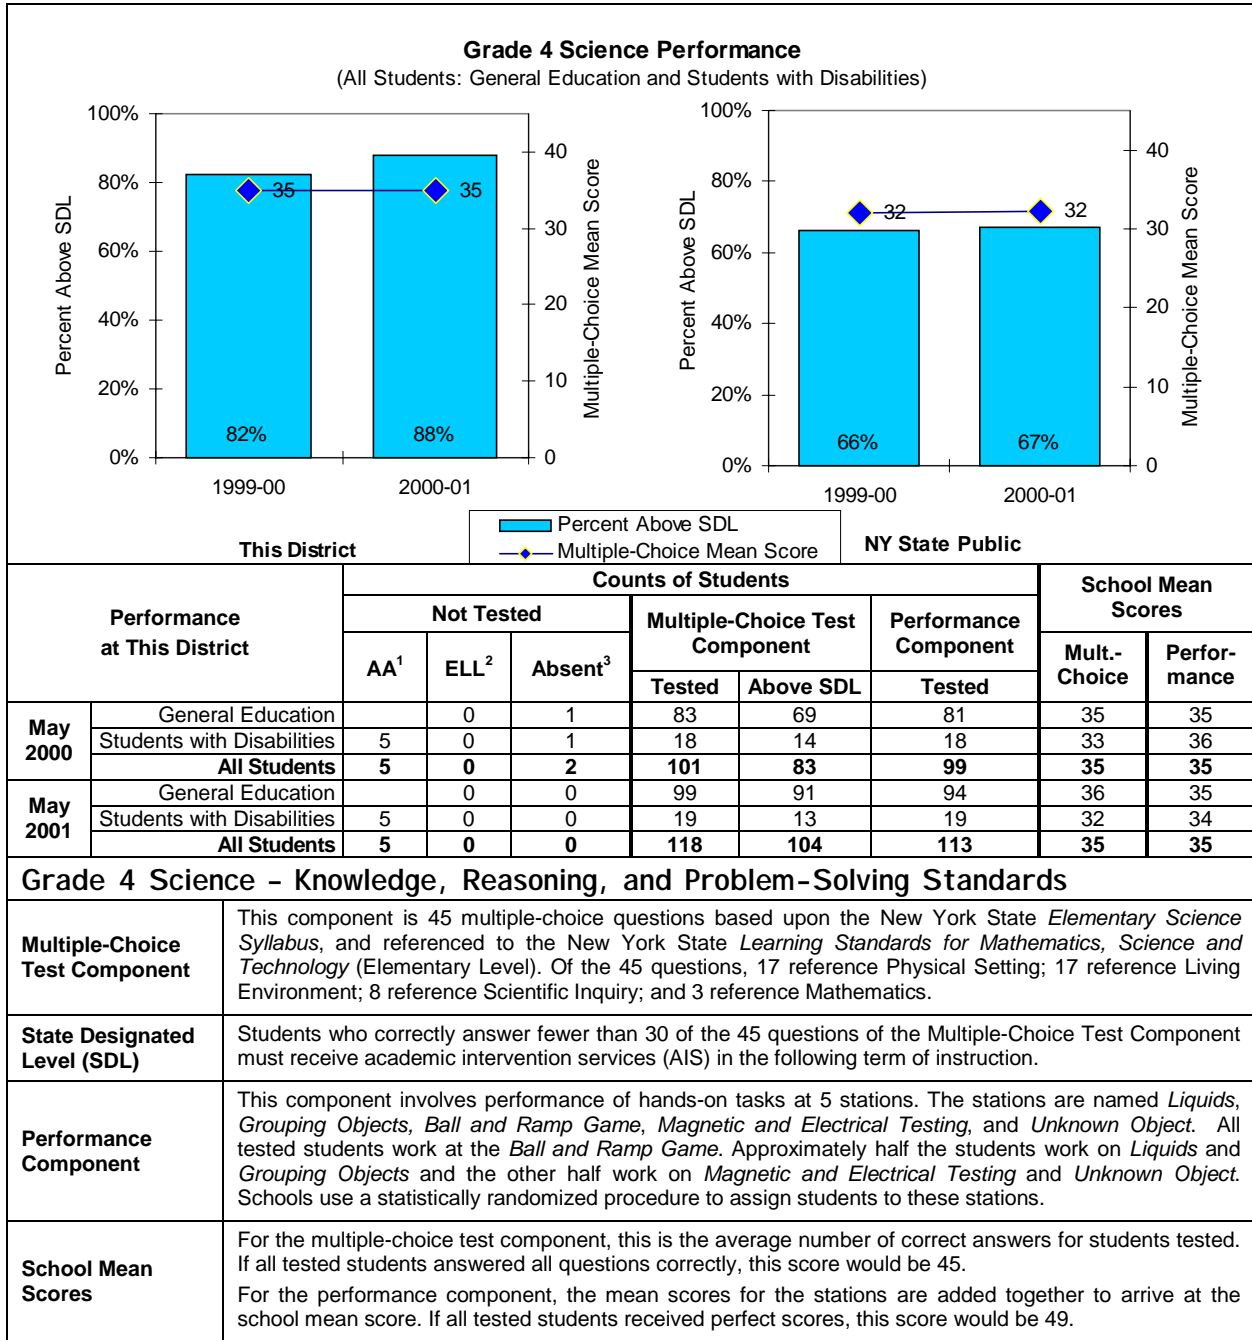 Grade 4 Science Performance
(All Students: General Education and Students with Disabilities)
100%
80%
60%
40%
20%
0%
Percent Above SDL
35
35
82%
88%
1999-00
2000-01
40
30
20
10
0
Multiple-Choice Mean Score
This District
100%
80%
60%
40%
20%
0%
Percent Above SDL
32
32
66%
67%
1999-00
2000-01
40
30
20
10
0
Multiple-Choice Mean Score
NY State Public
Percent Above SDL
Multiple-Choice Mean Score
Performance
at This District
Counts of Students
School Mean
Scores
Not Tested
Multiple-Choice Test
Component
Performance
Component
Mult.-
Choice
Perfor-
mance
AA1 ELL2 Absent3
Tested Above SDL Tested
May
2000
General Education 0 1 83 69 81 35 35
Students with Disabilities 5 0 1 18 14 18 33 36
All Students 5 0 2 101 83 99 35 35
May
2001
General Education 0 0 99 91 94 36 35
Students with Disabilities 5 0 0 19 13 19 32 34
All Students 5 0 0 118 104 113 35 35
Grade 4 Science – Knowledge, Reasoning, and Problem-Solving Standards
Multiple-Choice
Test Component
This component is 45 multiple-choice questions based upon the New York State Elementary Science
Syllabus, and referenced to the New York State Learning Standards for Mathematics, Science and
Technology (Elementary Level). Of the 45 questions, 17 reference Physical Setting; 17 reference Living
Environment; 8 reference Scientific Inquiry; and 3 reference Mathematics.
State Designated
Level (SDL)
Students who correctly answer fewer than 30 of the 45 questions of the Multiple-Choice Test Component
must receive academic intervention services (AIS) in the following term of instruction.
Performance
Component
This component involves performance of hands-on tasks at 5 stations. The stations are named Liquids,
Grouping Objects, Ball and Ramp Game, Magnetic and Electrical Testing, and Unknown Object. All
tested students work at the Ball and Ramp Game. Approximately half the students work on Liquids and
Grouping Objects and the other half work on Magnetic and Electrical Testing and Unknown Object.
Schools use a statistically randomized procedure to assign students to these stations.
School Mean
Scores
For the multiple-choice test component, this is the average number of correct answers for students tested.
If all tested students answered all questions correctly, this score would be 45.
For the performance component, the mean scores for the stations are added together to arrive at the
school mean score. If all tested students received perfect scores, this score would be 49.